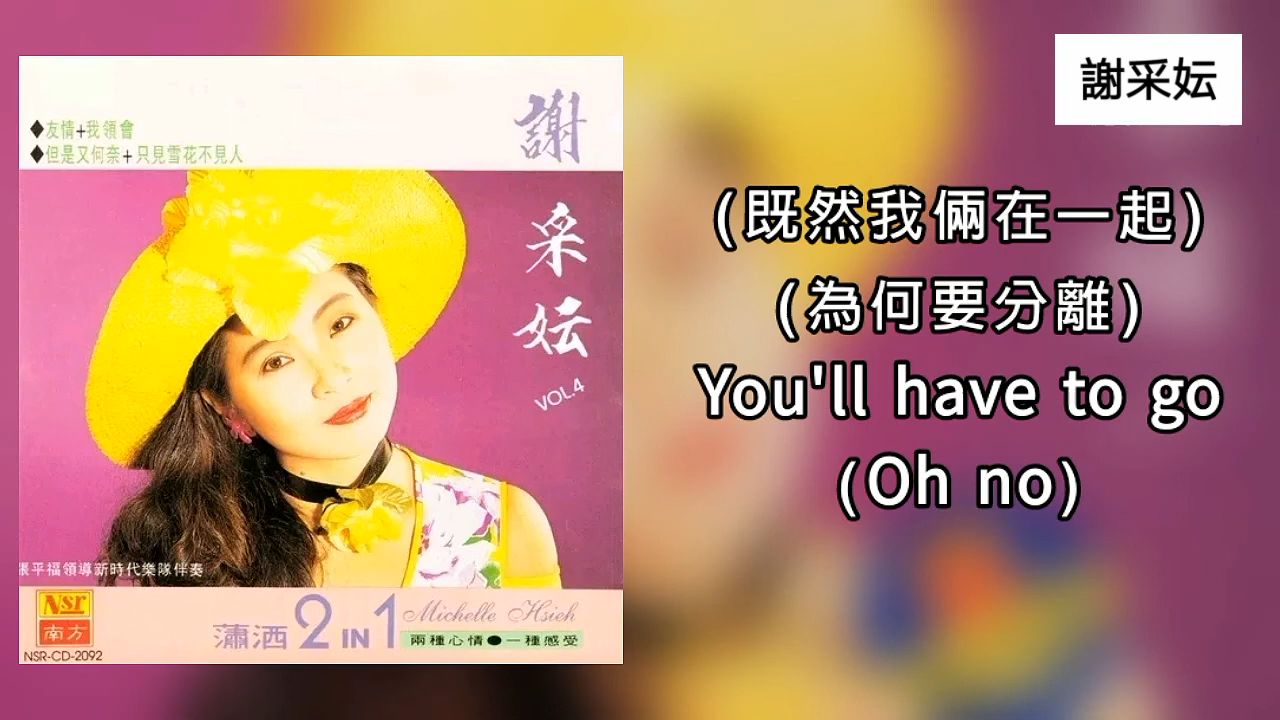 謝采妘
◆友情+我領會
◆但是又何奈+只見雪花不見人
謝
采
妘
VOL.4
張平福領導新時代樂隊伴奏
Nsr
南方
NSR-CD-2092
瀟洒2 IN 1
Michelle Hsieh
兩種心情●一種感受
(既然我倆在一起)
(為何要分離)
You'll have to go
(Oh no)